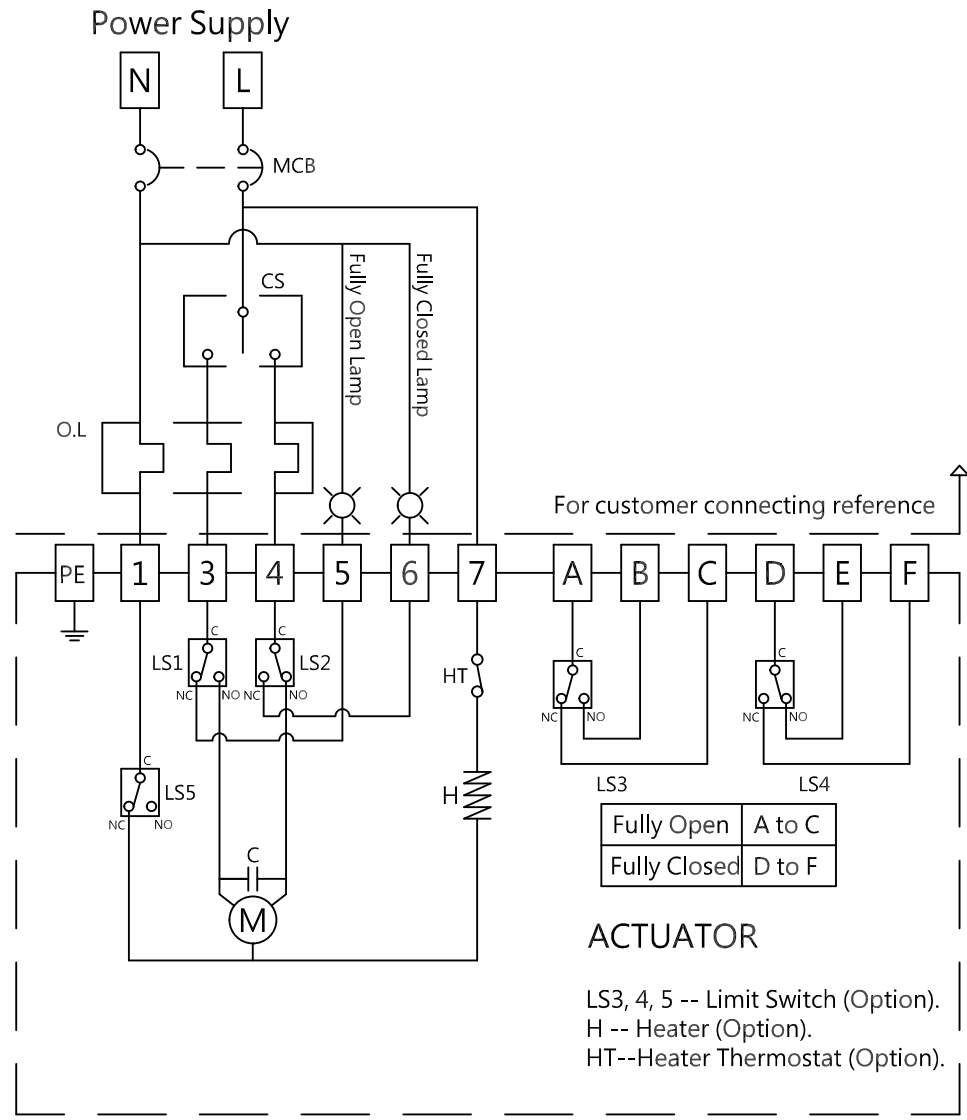 Power Supply
N
L
MCB
CS
Fully Open Lamp
Fully Closed Lamp
O.L
For customer connecting reference
PE
1
3
4
5
6
7
A
B
C
D
E
F
C
LS1
NC
NO
C
LS2
NC
NO
HT
C
NC
NO
C
NC
NO
C
LS5
NC
NO
H
LS3
LS4
Fully Open A to C
Fully Closed D to F
C
M
ACTUATOR
LS3, 4, 5 -- Limit Switch (Option).
H -- Heater (Option).
HT--Heater Thermostat (Option).